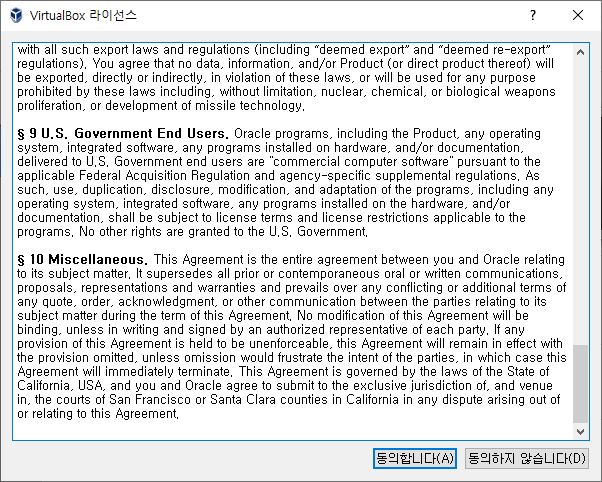 VirtualBox 라이선스
with all such export laws and regulations (including “deemed export” and “deemed re-export”
regulations). You agree that no data, information, and/or Product (or direct product thereof) will
be exported, directly or indirectly, in violation of these laws, or will be used for any purpose
prohibited by these laws including, without limitation, nuclear, chemical, or biological weapons
proliferation, or development of missile technology.
§ 9 U.S. Government End Users. Oracle programs, including the Product, any operating
system, integrated software, any programs installed on hardware, and/or documentation,
delivered to U.S. Government end users are "commercial computer software" pursuant to the
applicable Federal Acquisition Regulation and agency-specific supplemental regulations. As
such, use, duplication, disclosure, modification, and adaptation of the programs, including any
operating system, integrated software, any programs installed on the hardware, and/or
documentation, shall be subject to license terms and license restrictions applicable to the
programs. No other rights are granted to the U.S. Government.
§ 10 Miscellaneous. This Agreement is the entire agreement between you and Oracle relating
to its subject matter. It supersedes all prior or contemporaneous oral or written communications,
proposals, representations and warranties and prevails over any conflicting or additional terms of
any quote, order, acknowledgment, or other communication between the parties relating to its
subject matter during the term of this Agreement. No modification of this Agreement will be
binding, unless in writing and signed by an authorized representative of each party. If any
provision of this Agreement is held to be unenforceable, this Agreement will remain in effect with
the provision omitted, unless omission would frustrate the intent of the parties, in which case this
Agreement will immediately terminate. This Agreement is governed by the laws of the State of
California, USA, and you and Oracle agree to submit to the exclusive jurisdiction of, and venue
in, the courts of San Francisco or Santa Clara counties in California in any dispute arising out of
or relating to this Agreement.
동의합니다(A) 동의하지 않습니다(D)